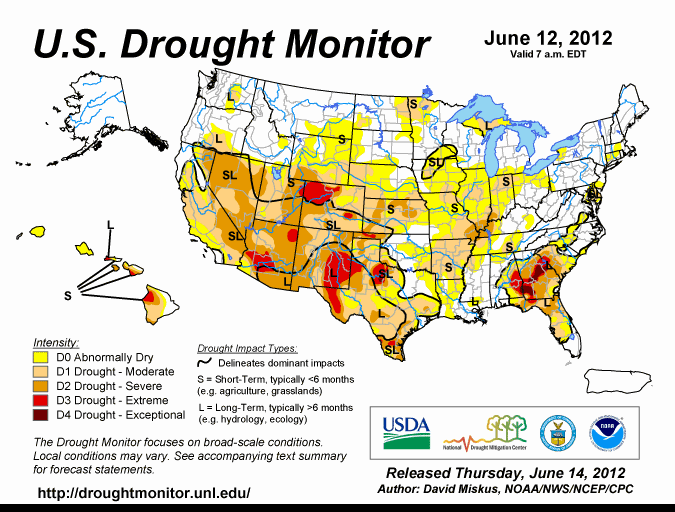 U.S. Drought Monitor
June 12, 2012
Valid 7 a.m. EDT
L
S
L
S
SL
SL
S
S
S
S
SL
SL
S
S
L
L
SL
L
L
L
L
SL
L
S
Intensity:
D0 Abnormally Dry
D1 Drought - Moderate
D2 Drought - Severe
D3 Drought - Extreme
D4 Drought - Exceptional
Drought Impact Types:
Delineates dominant impacts
S = Short-Term, typically <6 months
(e.g. agriculture, grasslands)
L = Long-Term, typically >6 months
(e.g. hydrology, ecology)
USDA
National Drought Mitigation Center
NOAA
The Drought Monitor focuses on broad-scale conditions.
Local conditions may vary. See accompanying text summary
for forecast statements.
http://droughtmonitor.unl.edu/
Released Thursday, June 14, 2012
Author: David Miskus, NOAA/NWS/NCEP/CPC